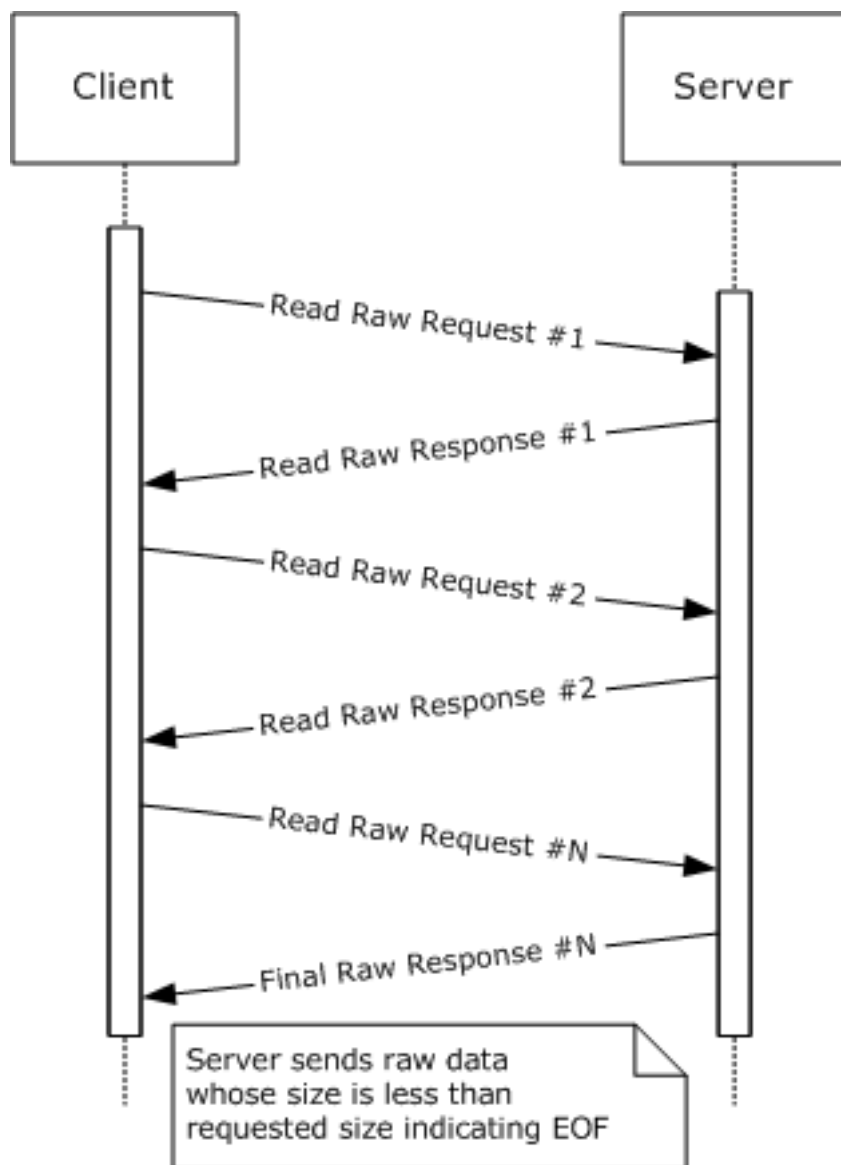 Client
Server
Read Raw Request #1
Read Raw Response #1
Read Raw Request #2
Read Raw Response #2
Read Raw Request #N
Final Raw Response #N
Server sends raw data
whose size is less than
requested size indicating EOF